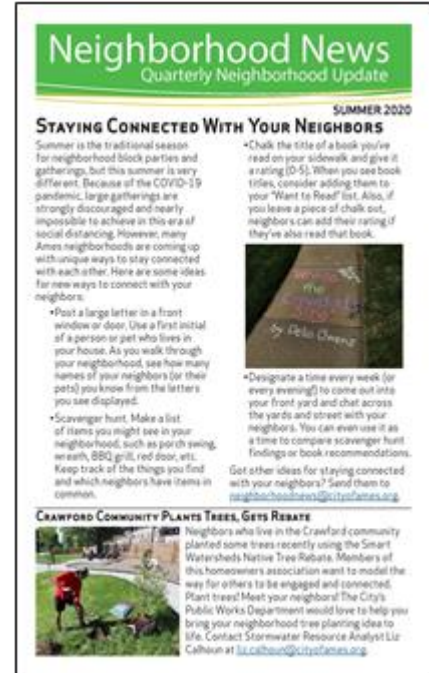 Neighborhood News
Quarterly Neighborhood Update
SUMMER 2020
STAYING CONNECTED WITH YOUR NEIGHBORS
Summer is the traditional season
for neighborhood block parties and
gatherings, but this summer is very
different. Because of the COVID-19
pandemic, large gatherings are
strongly discouraged and nearly
impossible to achieve in this era of
social distancing. However, many
Ames neighborhoods are coming up
with unique ways to stay connected
with each other. Here are some ideas
for new ways to connect with your
neighbors:
•Post a large letter in a front
window or door. Use a first initial
of a person or pet who lives in
your house. As you walk through
your neighborhood, see how many
names of your neighbors (or their
pets) you know from the letters
you see displayed.
•Scavenger hunt. Make a list
of items you might see in your
neighborhood, such as porch swing,
wreath, BBQ grill, red door, etc.
Keep track of the things you find
and which neighbors have items in
common.
•Chalk the title of a book you've
read on your sidewalk and give it
a rating (0-5). When you see book
titles, consider adding them to
your "Want to Read" list. Also, if
you leave a piece of chalk out,
neighbors can add their rating if
they've also read that book.
the
by Delia Owens
•Designate a time every week (or
every evening!) to come out into
your front yard and chat across
the yards and street with your
neighbors. You can even use it as
a time to compare scavenger hunt
findings or book recommendations.
Got other ideas for staying connected
with your neighbors? Send them to
neighborhoodnews@cityofames.org.
CRAWFORD COMMUNITY PLANTS TREES, GETS REBATE
Neighbors who live in the Crawford community
planted some trees recently using the Smart
Watersheds Native Tree Rebate. Members of
this homeowners association want to model the
way for others to be engaged and connected.
Plant trees! Meet your neighbors! The City's
Public Works Department would love to help you
bring your neighborhood tree planting idea to
life. Contact Stormwater Resource Analyst Liz
Calhoun at liz.calhoun@cityofames.org.